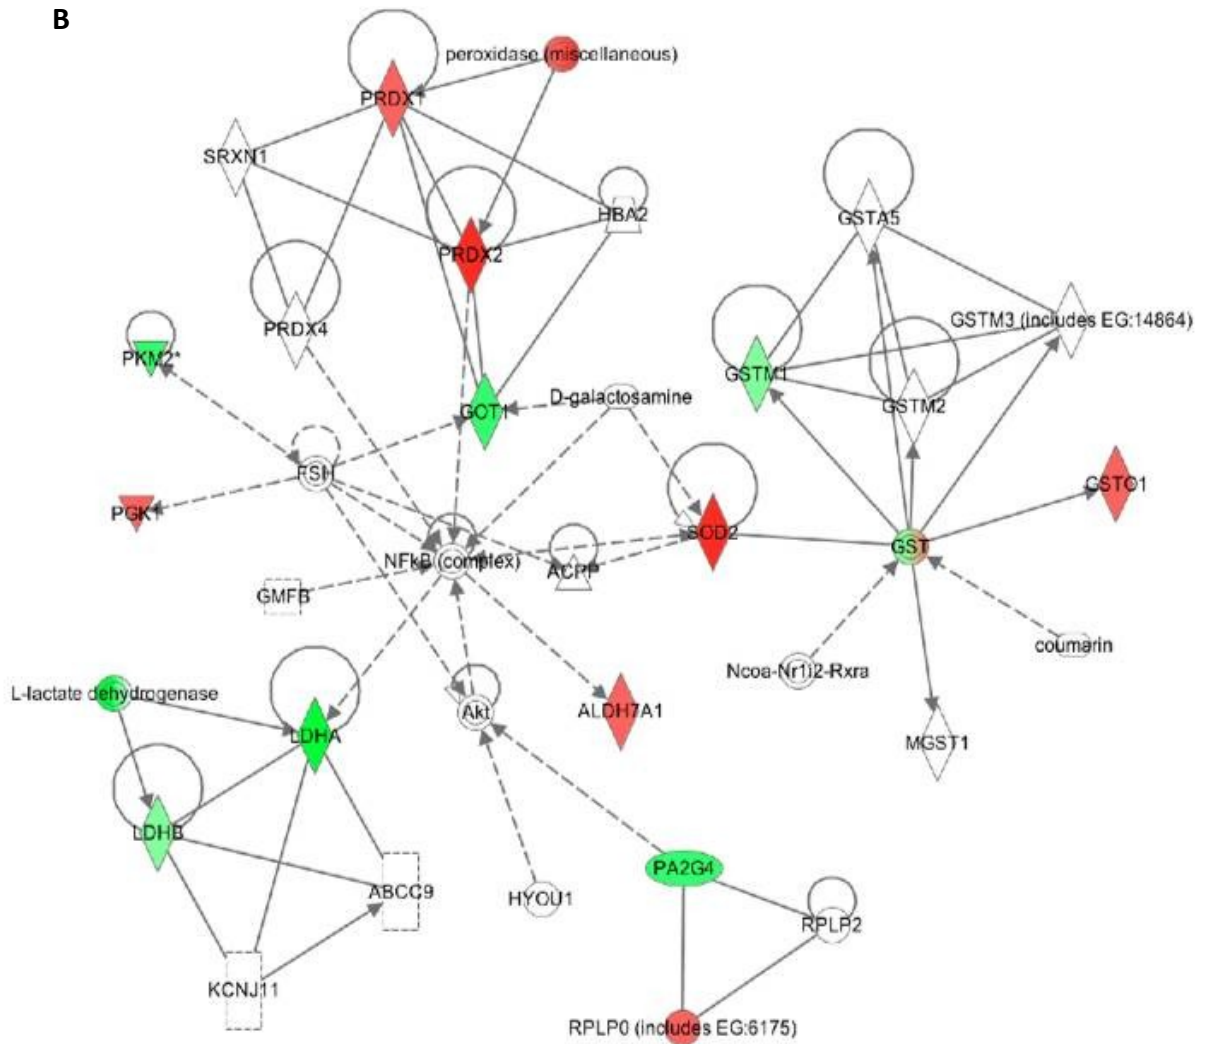 B
peroxidase (miscellaneous)
PRDX1
SRXN1
HBA2
GSTA5
PRDX2
PRDX4
GSTM3 (includes EG:14864)
PKM2*
GSTM1
D-galactosamine
GSTM2
GOT1
FSH
GSTO1
PGK1
SOD2
GST
NFkB (complex)
ACPP
GMFB
coumarin
Ncoa-Nr1i2-Rxra
L-lactate dehydrogenase
Akt
ALDH7A1
LDHA
MGST1
LDHB
PA2G4
ABCC9
HYOU1
RPLP2
KCNJ11
RPLP0 (includes EG:6175)